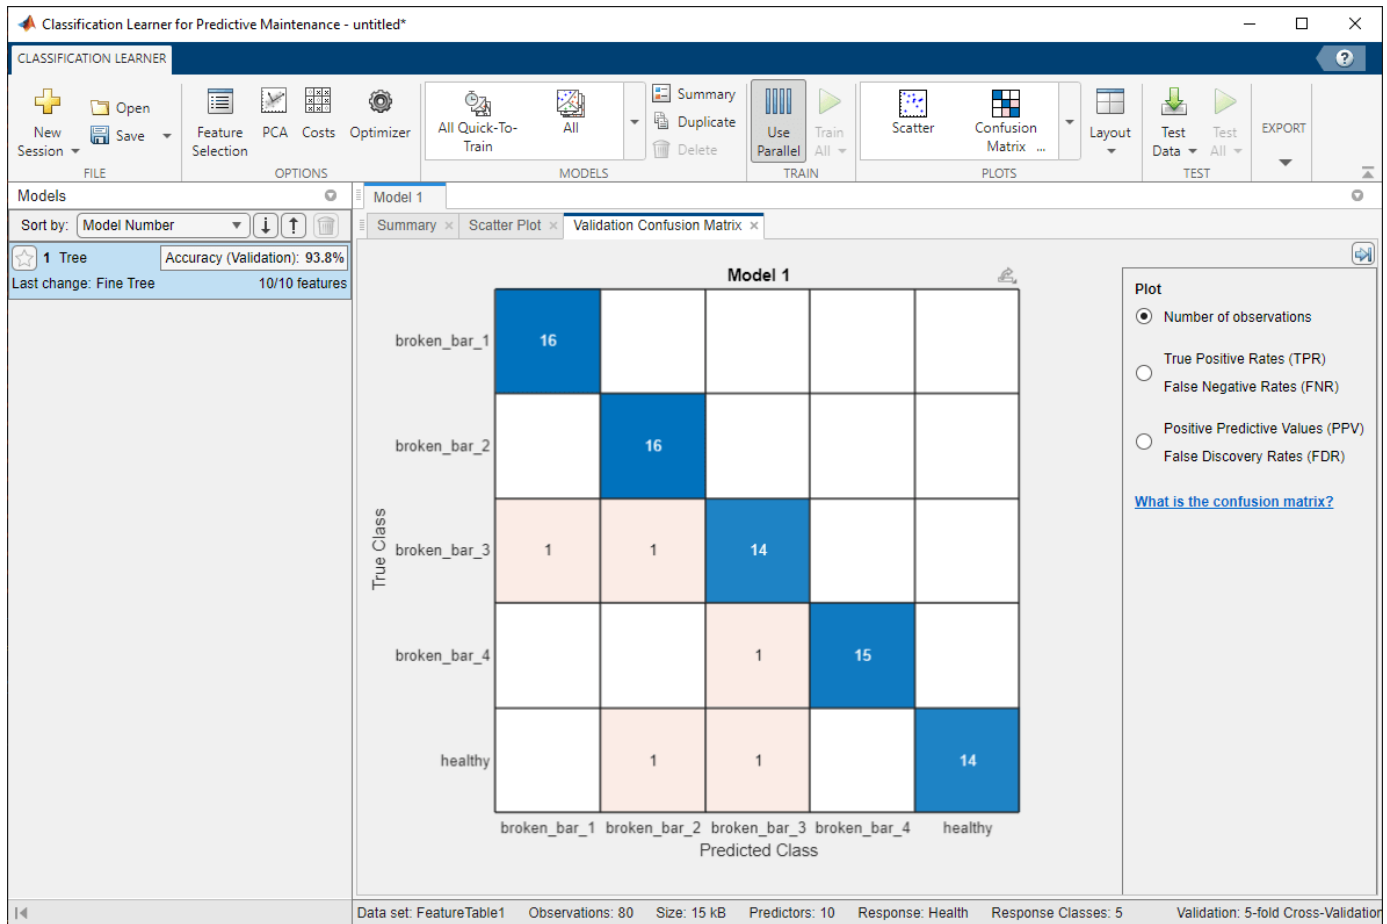 Classification Learner for Predictive Maintenance - untitled*
CLASSIFICATION LEARNER
?
New Session
Open
Save
FILE
Feature Selection
PCA
Costs
Optimizer
OPTIONS
All Quick-To-Train
All
Summary
Duplicate
Delete
MODELS
Use Parallel
Train All
TRAIN
Scatter
Confusion Matrix ...
Layout
PLOTS
Test Data
Test All
TEST
EXPORT
Models
Sort by: Model Number
1 Tree Accuracy (Validation): 93.8%
Last change: Fine Tree 10/10 features
Model 1
Summary × Scatter Plot × Validation Confusion Matrix ×
Model 1
True Class
broken_bar_1 16
broken_bar_2 16
broken_bar_3 1 1 14
broken_bar_4 1 15
healthy 1 1 14
broken_bar_1 broken_bar_2 broken_bar_3 broken_bar_4 healthy
Predicted Class
Plot
Number of observations
True Positive Rates (TPR)
False Negative Rates (FNR)
Positive Predictive Values (PPV)
False Discovery Rates (FDR)
What is the confusion matrix?
Data set: FeatureTable1 Observations: 80 Size: 15 kB Predictors: 10 Response: Health Response Classes: 5 Validation: 5-fold Cross-Validation